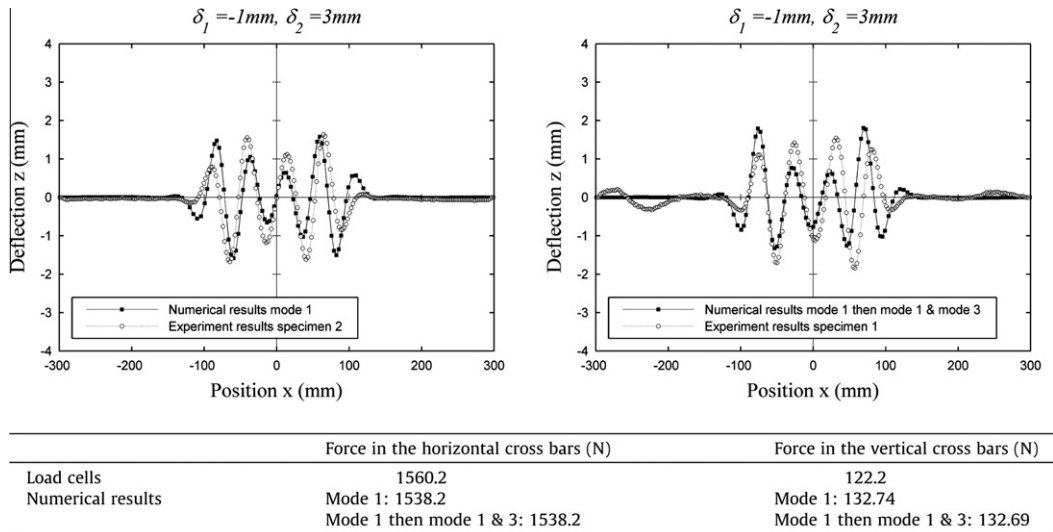 δ1 =-1mm, δ2 =3mm
Deflection z (mm)
4
3
2
1
0
-1
-2
-3
-4
Numerical results mode 1
Experiment results specimen 2
-300 -200 -100 0 100 200 300
Position x (mm)
δ1 =-1mm, δ2 =3mm
Deflection z (mm)
4
3
2
1
0
-1
-2
-3
-4
Numerical results mode 1 then mode 1 & mode 3
Experiment results specimen 1
-300 -200 -100 0 100 200 300
Position x (mm)
Force in the horizontal cross bars (N) Force in the vertical cross bars (N)
Load cells 1560.2 122.2
Numerical results Mode 1: 1538.2 Mode 1: 132.74
Mode 1 then mode 1 & 3: 1538.2 Mode 1 then mode 1 & 3: 132.69